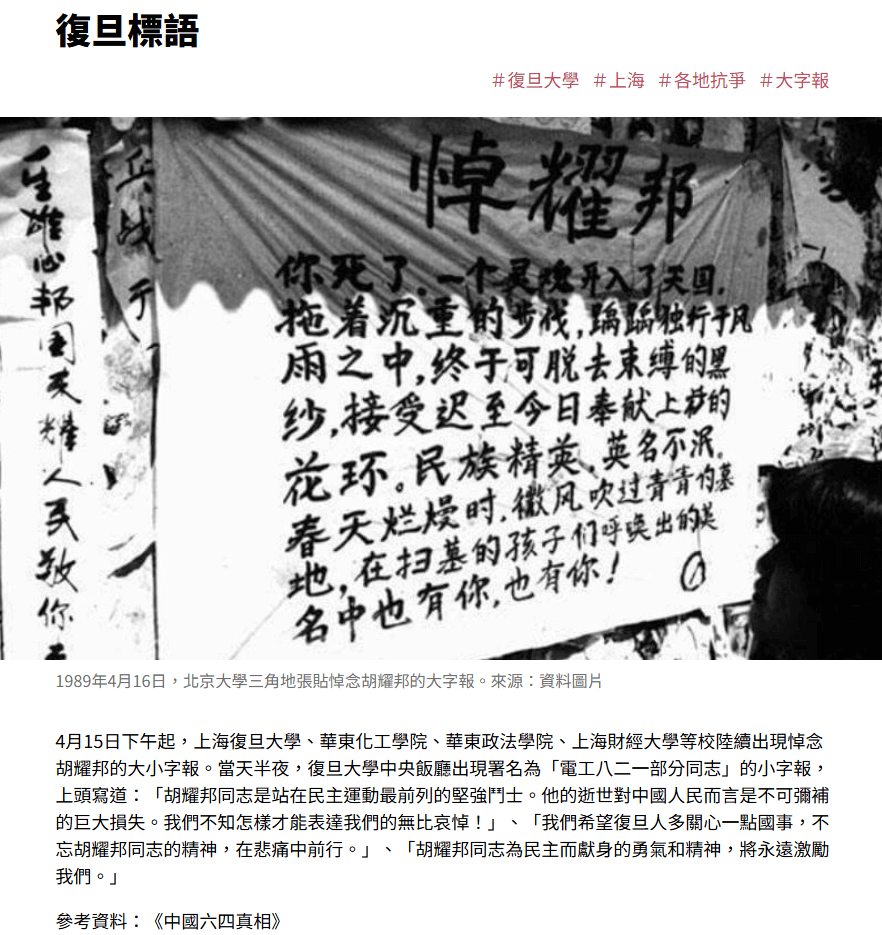 復旦標語
＃復旦大學 ＃上海 ＃各地抗爭 ＃大字報
悼耀邦
你死了,一个灵魂升入了天国,
拖着沉重的步伐,蹒蹒独行于风
雨之中,终于可脱去束缚的黑
纱,接受迟至今日奉献上葬的
花环。民族精英,英名不泯。
春天烂熳时,微风吹过青青的墓
地,在扫墓的孩子们呼唤出的英
名中也有你,也有你!
雄心邦国
耀人民敬你
兵战于
1989年4月16日，北京大學三角地張貼悼念胡耀邦的大字報。來源：資料圖片
4月15日下午起，上海復旦大學、華東化工學院、華東政法學院、上海財經大學等校陸續出現悼念
胡耀邦的大小字報。當天半夜，復旦大學中央飯廳出現署名為「電工八二一部分同志」的小字報，
上頭寫道：「胡耀邦同志是站在民主運動最前列的堅強鬥士。他的逝世對中國人民而言是不可彌補
的巨大損失。我們不知怎樣才能表達我們的無比哀悼！」、「我們希望復旦人多關心一點國事，不
忘胡耀邦同志的精神，在悲痛中前行。」、「胡耀邦同志為民主而獻身的勇氣和精神，將永遠激勵
我們。」
參考資料：《中國六四真相》